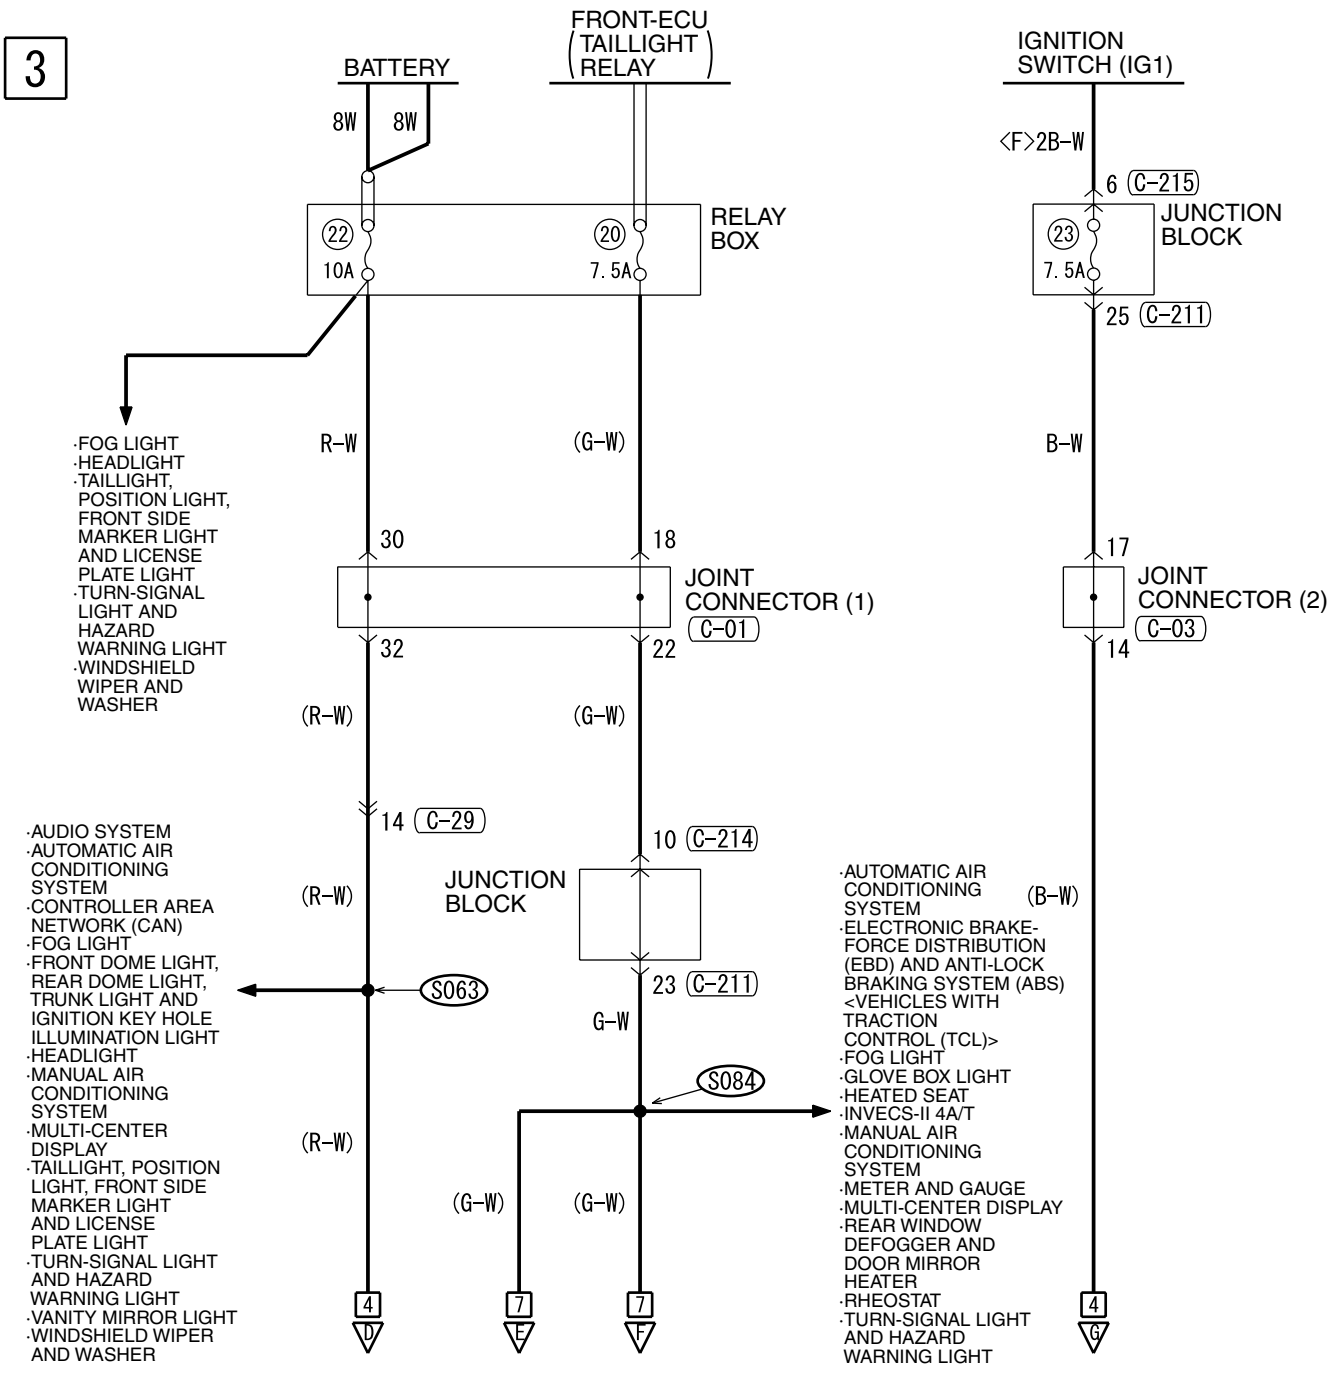 3
BATTERY
FRONT-ECU
(TAILLIGHT
RELAY)
IGNITION
SWITCH (IG1)
8W 8W
<F>2B-W
6 C-215
22
10A
20
7.5A
RELAY
BOX
23
7.5A
JUNCTION
BLOCK
25 C-211
·FOG LIGHT
·HEADLIGHT
·TAILLIGHT,
POSITION LIGHT,
FRONT SIDE
MARKER LIGHT
AND LICENSE
PLATE LIGHT
·TURN-SIGNAL
LIGHT AND
HAZARD
WARNING LIGHT
·WINDSHIELD
WIPER AND
WASHER
R-W
(G-W)
B-W
30
18
17
JOINT
CONNECTOR (1)
C-01
JOINT
CONNECTOR (2)
C-03
32
22
14
(R-W)
(G-W)
14 C-29
10 C-214
JUNCTION
BLOCK
23 C-211
(R-W)
(B-W)
S063
G-W
S084
·AUDIO SYSTEM
·AUTOMATIC AIR
CONDITIONING
SYSTEM
·CONTROLLER AREA
NETWORK (CAN)
·FOG LIGHT
·FRONT DOME LIGHT,
REAR DOME LIGHT,
TRUNK LIGHT AND
IGNITION KEY HOLE
ILLUMINATION LIGHT
·HEADLIGHT
·MANUAL AIR
CONDITIONING
SYSTEM
·MULTI-CENTER
DISPLAY
·TAILLIGHT, POSITION
LIGHT, FRONT SIDE
MARKER LIGHT
AND LICENSE
PLATE LIGHT
·TURN-SIGNAL LIGHT
AND HAZARD
WARNING LIGHT
·VANITY MIRROR LIGHT
·WINDSHIELD WIPER
AND WASHER
(R-W)
(G-W)
(G-W)
·AUTOMATIC AIR
CONDITIONING
SYSTEM
·ELECTRONIC BRAKE-
FORCE DISTRIBUTION
(EBD) AND ANTI-LOCK
BRAKING SYSTEM (ABS)
<VEHICLES WITH
TRACTION
CONTROL (TCL)>
·FOG LIGHT
·GLOVE BOX LIGHT
·HEATED SEAT
·INVECS-II 4A/T
·MANUAL AIR
CONDITIONING
SYSTEM
·METER AND GAUGE
·MULTI-CENTER DISPLAY
·REAR WINDOW
DEFOGGER AND
DOOR MIRROR
HEATER
·RHEOSTAT
·TURN-SIGNAL LIGHT
AND HAZARD
WARNING LIGHT
4
D
7
E
7
F
4
G